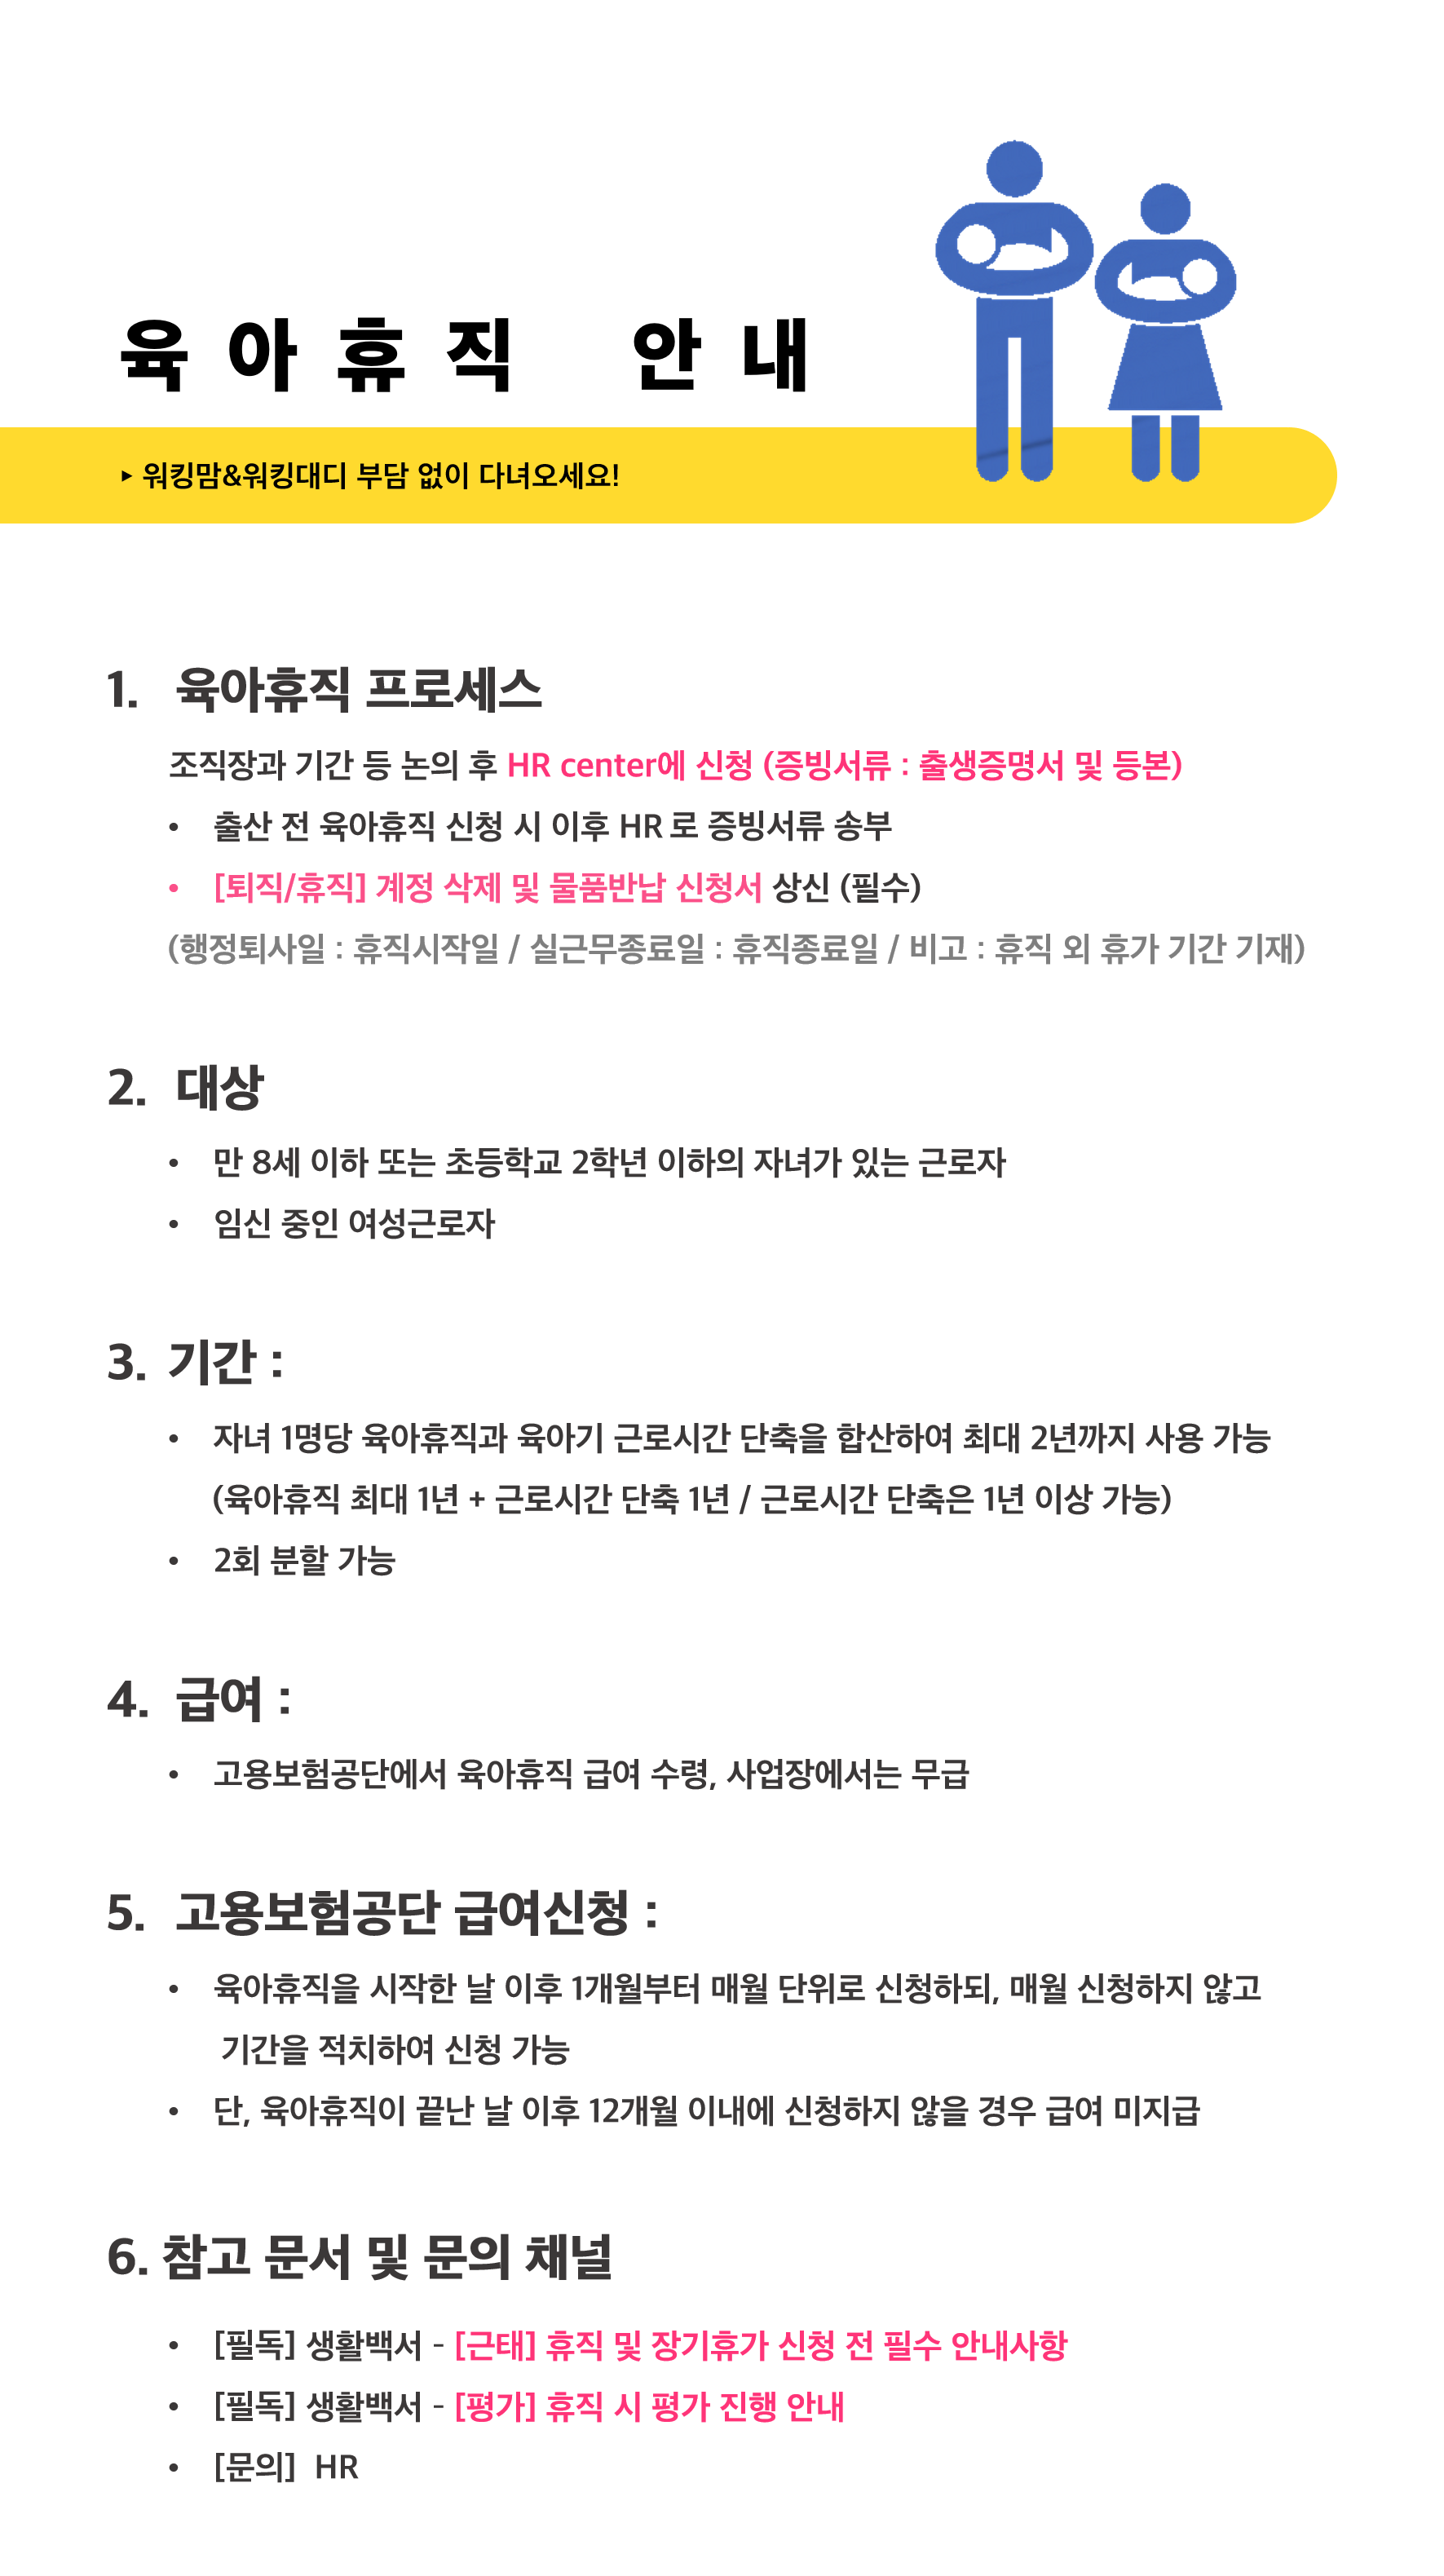 육아휴직 안내
▸ 워킹맘&워킹대디 부담 없이 다녀오세요!
1. 육아휴직 프로세스
조직장과 기간 등 논의 후 HR center에 신청 (증빙서류 : 출생증명서 및 등본)
• 출산 전 육아휴직 신청 시 이후 HR 로 증빙서류 송부
• [퇴직/휴직] 계정 삭제 및 물품반납 신청서 상신 (필수)
(행정퇴사일 : 휴직시작일 / 실근무종료일 : 휴직종료일 / 비고 : 휴직 외 휴가 기간 기재)
2. 대상
• 만 8세 이하 또는 초등학교 2학년 이하의 자녀가 있는 근로자
• 임신 중인 여성근로자
3. 기간 :
• 자녀 1명당 육아휴직과 육아기 근로시간 단축을 합산하여 최대 2년까지 사용 가능
(육아휴직 최대 1년 + 근로시간 단축 1년 / 근로시간 단축은 1년 이상 가능)
• 2회 분할 가능
4. 급여 :
• 고용보험공단에서 육아휴직 급여 수령, 사업장에서는 무급
5. 고용보험공단 급여신청 :
• 육아휴직을 시작한 날 이후 1개월부터 매월 단위로 신청하되, 매월 신청하지 않고
기간을 적치하여 신청 가능
• 단, 육아휴직이 끝난 날 이후 12개월 이내에 신청하지 않을 경우 급여 미지급
6. 참고 문서 및 문의 채널
• [필독] 생활백서 - [근태] 휴직 및 장기휴가 신청 전 필수 안내사항
• [필독] 생활백서 - [평가] 휴직 시 평가 진행 안내
• [문의] HR